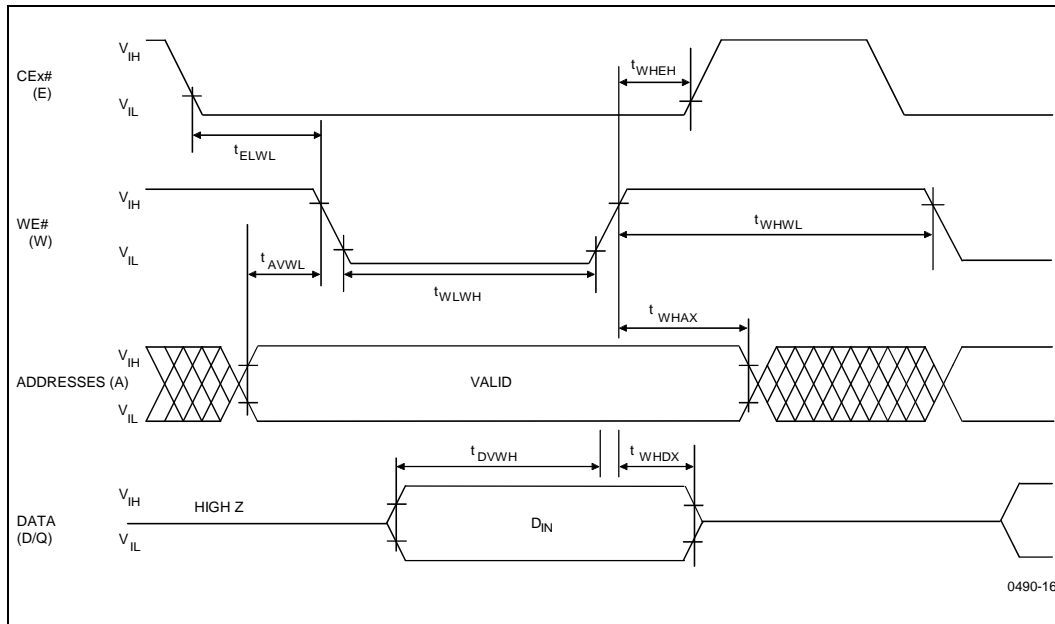 V_IH
CEx#
(E)
V_IL
t_WHEH
t_ELWL
V_IH
WE#
(W)
V_IL
t_WHWL
t_AVWL
t_WLWH
t_WHAX
V_IH
ADDRESSES (A)
VALID
V_IL
t_DVWH
t_WHDX
V_IH
HIGH Z
DATA
(D/Q)
D_IN
V_IL
0490-16